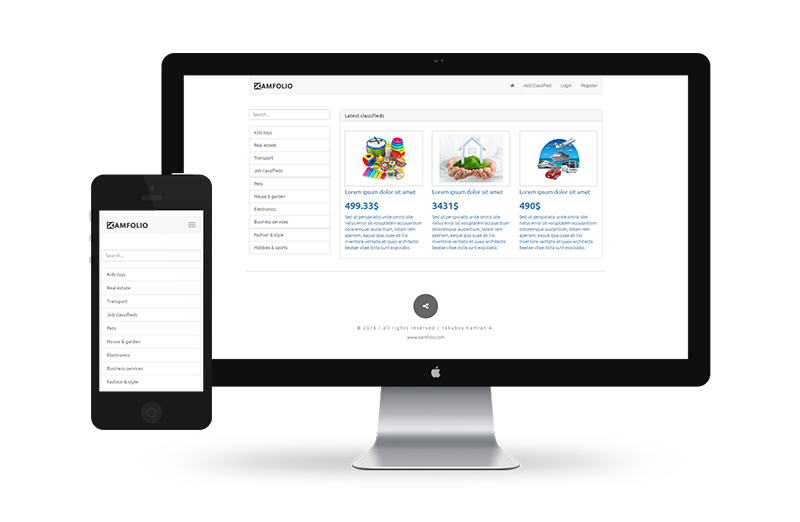 KAMFOLIO
Add Classified Login Register
Search...
Kids toys
Real estate
Transport
Job classifieds
Pets
House & garden
Electronics
Business services
Fashion & style
Hobbies & sports
Latest classifieds
Lorem ipsum dolor sit amet
499.33$
Sed ut perspiciatis unde omnis iste
natus error sit voluptatem accusantium
doloremque laudantium, totam rem
aperiam, eaque ipsa quae ab illo
inventore veritatis et quasi architecto
beatae vitae dicta sunt explicabo.
Lorem ipsum dolor sit amet
3431$
Sed ut perspiciatis unde omnis iste
natus error sit voluptatem accusantium
doloremque laudantium, totam rem
aperiam, eaque ipsa quae ab illo
inventore veritatis et quasi architecto
beatae vitae dicta sunt explicabo.
Lorem ipsum dolor sit amet
490$
Sed ut perspiciatis unde omnis iste
natus error sit voluptatem accusantium
doloremque laudantium, totam rem
aperiam, eaque ipsa quae ab illo
inventore veritatis et quasi architecto
beatae vitae dicta sunt explicabo.
© 2016 / all rights reserved / Yakubov Kamran A.
www.kamfolio.com
KAMFOLIO
Search...
Kids toys
Real estate
Transport
Job classifieds
Pets
House & garden
Electronics
Business services
Fashion & style